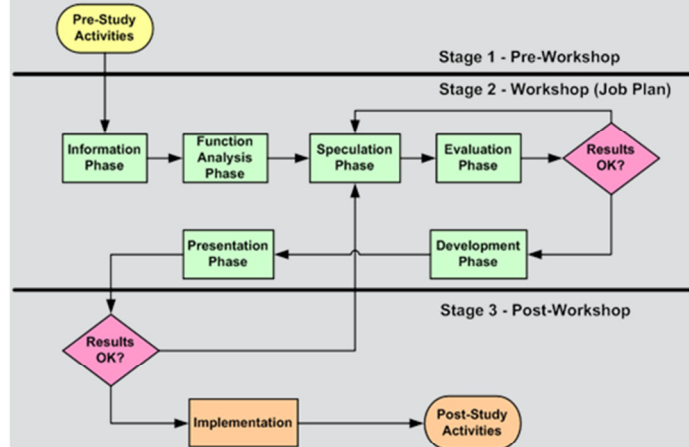 Pre-Study
Activities
Stage 1 - Pre-Workshop
Stage 2 - Workshop (Job Plan)
Information
Phase
Function
Analysis
Phase
Speculation
Phase
Evaluation
Phase
Results
OK?
Presentation
Phase
Development
Phase
Stage 3 - Post-Workshop
Results
OK?
Implementation
Post-Study
Activities